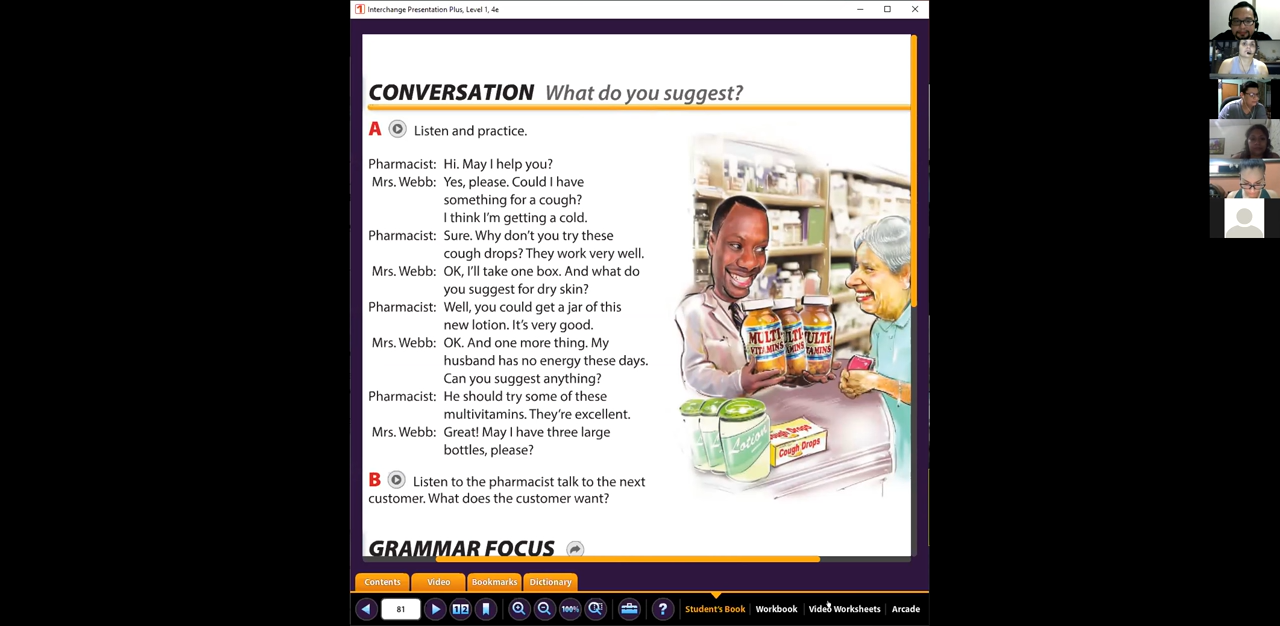 Interchange Presentation Plus, Level 1, 4e
CONVERSATION What do you suggest?
A Listen and practice.
Pharmacist: Hi. May I help you?
Mrs. Webb: Yes, please. Could I have
something for a cough?
I think I'm getting a cold.
Pharmacist: Sure. Why don't you try these
cough drops? They work very well.
Mrs. Webb: OK, I'll take one box. And what do
you suggest for dry skin?
Pharmacist: Well, you could get a jar of this
new lotion. It's very good.
Mrs. Webb: OK. And one more thing. My
husband has no energy these days.
Can you suggest anything?
Pharmacist: He should try some of these
multivitamins. They're excellent.
Mrs. Webb: Great! May I have three large
bottles, please?
MULTI-
VITAMINS
Lotion
Cough Drops
B Listen to the pharmacist talk to the next
customer. What does the customer want?
GRAMMAR FOCUS
Contents Video Bookmarks Dictionary
81 1 2 100% ? Student's Book Workbook Video Worksheets Arcade